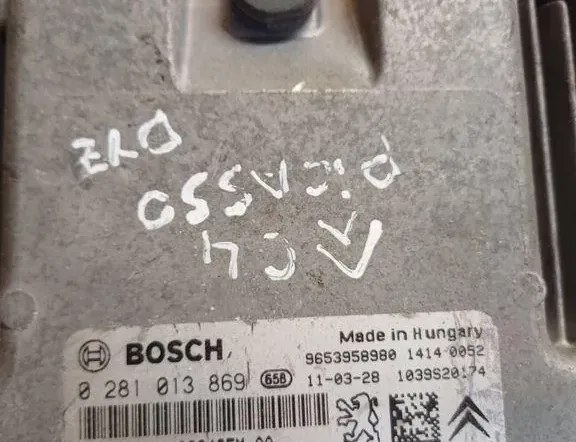 C4
PICASSO
BOSCH
Made in Hungary
9653958980 1414 0052
0 281 013 869 658 11-03-28 1039S20174